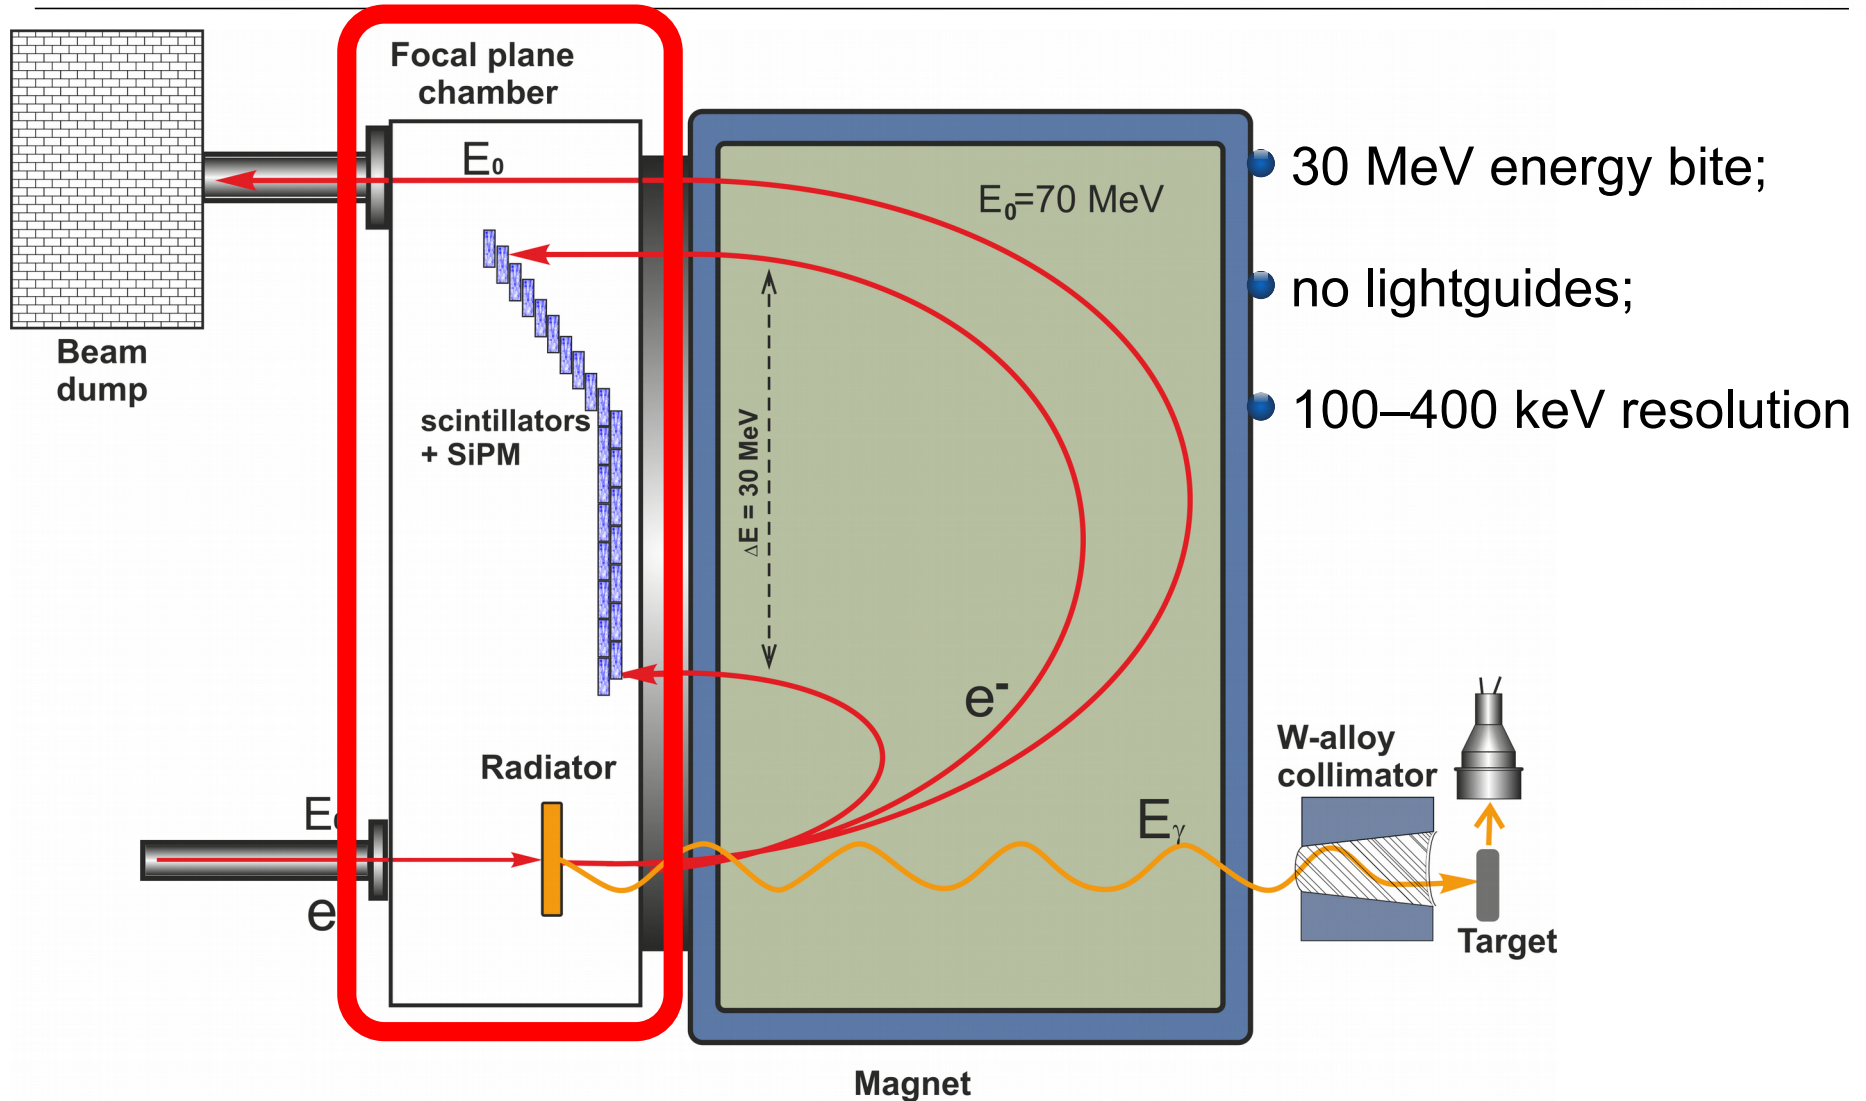 Focal plane
chamber
E₀
E₀=70 MeV
30 MeV energy bite;
no lightguides;
100–400 keV resolution
Beam
dump
scintillators
+ SiPM
ΔE = 30 MeV
e⁻
Radiator
W-alloy
collimator
E
e
Eγ
Target
Magnet